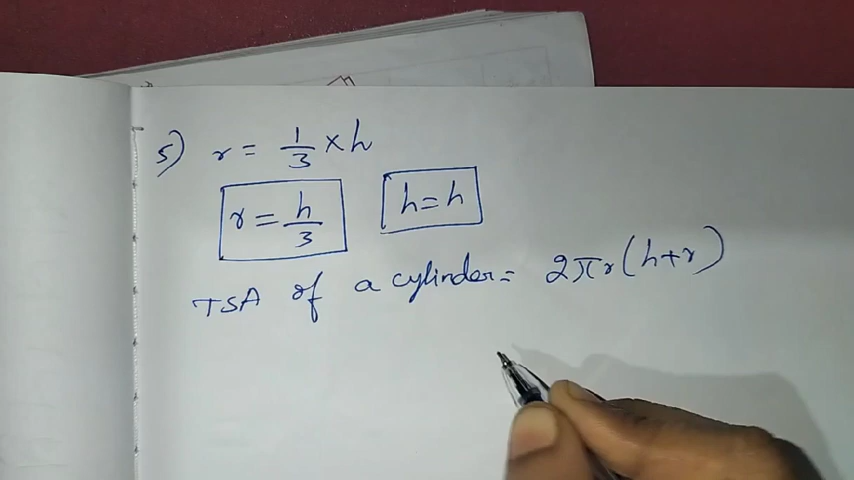 5) r = 1/3 × h
r = h/3 h = h
TSA of a cylinder = 2πr(h+r)